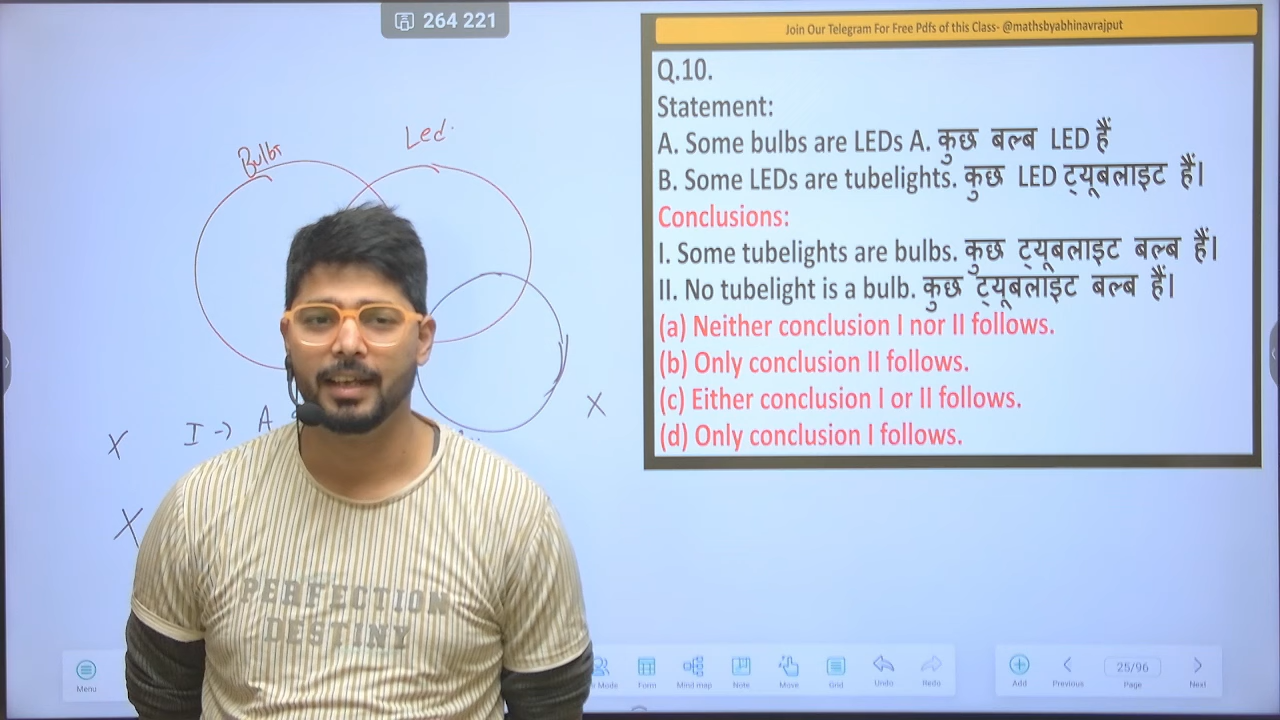 264 221
Join Our Telegram For Free Pdfs of this Class- @mathsbyabhinavrajput
Q.10.
Statement:
A. Some bulbs are LEDs A. कुछ बल्ब LED हैं
B. Some LEDs are tubelights. कुछ LED ट्यूबलाइट हैं।
Conclusions:
I. Some tubelights are bulbs. कुछ ट्यूबलाइट बल्ब हैं।
II. No tubelight is a bulb. कुछ ट्यूबलाइट बल्ब हैं।
(a) Neither conclusion I nor II follows.
(b) Only conclusion II follows.
(c) Either conclusion I or II follows.
(d) Only conclusion I follows.
Bulbs
Led.
X
X I -> A
X
PERFECTION
DESTINY
Menu
Mode Form Mind map Note Move Grid Undo Redo
Add Previous 25/96 Page Next